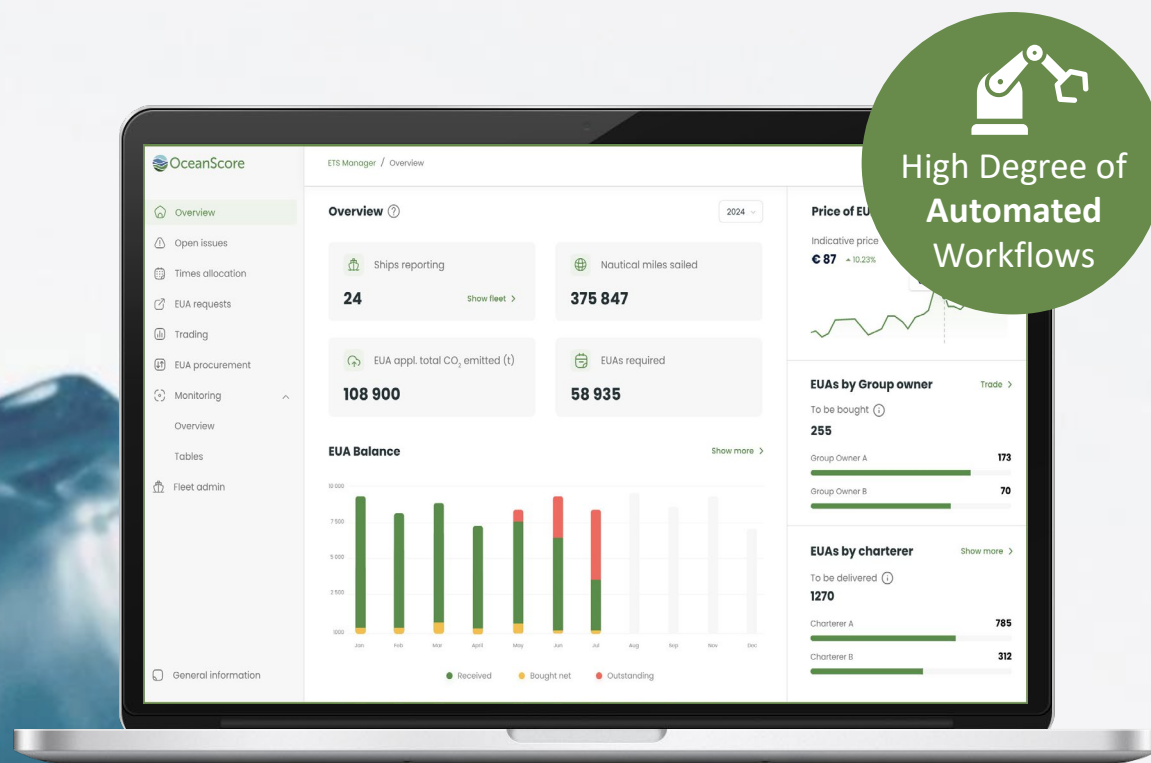 High Degree of
Automated
Workflows
OceanScore
ETS Manager / Overview
Overview
Open issues
Times allocation
EUA requests
Trading
EUA procurement
Monitoring
Overview
Tables
Fleet admin
General information
Overview
2024
Ships reporting
24
Show fleet
Nautical miles sailed
375 847
EUA appl. total CO₂ emitted (t)
108 900
EUAs required
58 935
EUA Balance
Show more
10 000
7 500
5 000
2 500
1000
Jan Feb Mar April May Jun Jul Aug Sep Nov Dec
Received Bought net Outstanding
Price of
Indicative price
€ 87
10.23%
EUAs by Group owner
Trade
To be bought
255
Group Owner A
173
Group Owner B
70
EUAs by charterer
Show more
To be delivered
1270
Charterer A
785
Charterer B
312